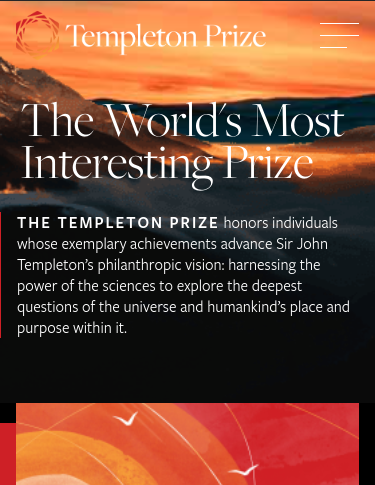 Templeton Prize
The World's Most
Interesting Prize
THE TEMPLETON PRIZE honors individuals
whose exemplary achievements advance Sir John
Templeton's philanthropic vision: harnessing the
power of the sciences to explore the deepest
questions of the universe and humankind's place and
purpose within it.